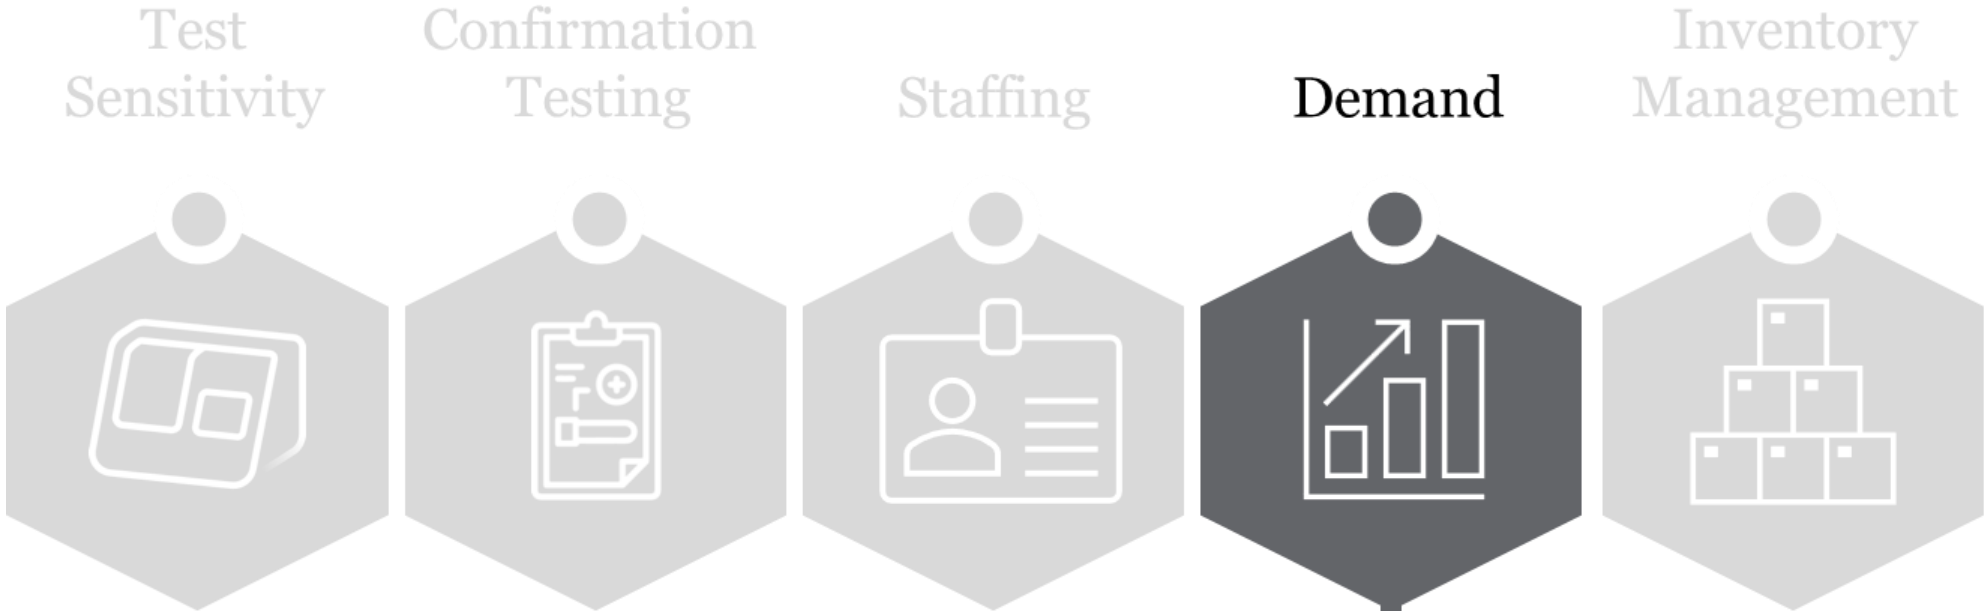 Test
Sensitivity
Confirmation
Testing
Staffing
Demand
Inventory
Management